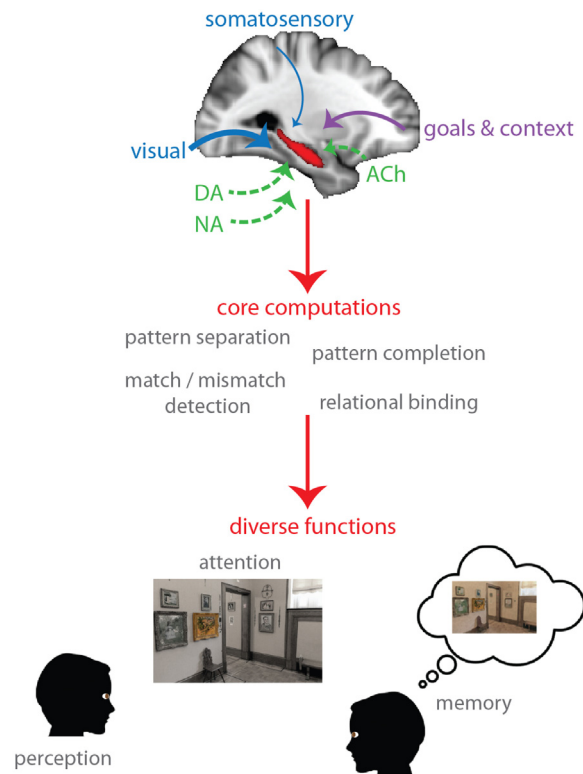 somatosensory
goals & context
visual
ACh
DA
NA
core computations
pattern separation
pattern completion
match / mismatch
detection
relational binding
diverse functions
attention
memory
perception